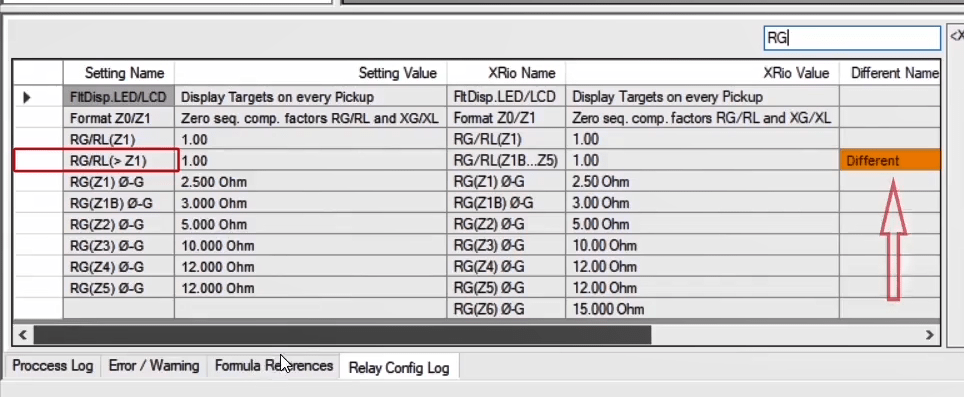 RG
<X
Setting Name Setting Value XRio Name XRio Value Different Name
FltDisp.LED/LCD Display Targets on every Pickup FltDisp.LED/LCD Display Targets on every Pickup
Format Z0/Z1 Zero seq. comp. factors RG/RL and XG/XL Format Z0/Z1 Zero seq. comp. factors RG/RL and XG/XL
RG/RL(Z1) 1.00 RG/RL(Z1) 1.00
RG/RL(> Z1) 1.00 RG/RL(Z1B...Z5) 1.00 Different
RG(Z1) Ø-G 2.500 Ohm RG(Z1) Ø-G 2.50 Ohm
RG(Z1B) Ø-G 3.000 Ohm RG(Z1B) Ø-G 3.00 Ohm
RG(Z2) Ø-G 5.000 Ohm RG(Z2) Ø-G 5.00 Ohm
RG(Z3) Ø-G 10.000 Ohm RG(Z3) Ø-G 10.00 Ohm
RG(Z4) Ø-G 12.000 Ohm RG(Z4) Ø-G 12.00 Ohm
RG(Z5) Ø-G 12.000 Ohm RG(Z5) Ø-G 12.00 Ohm
RG(Z6) Ø-G 15.000 Ohm
Proccess Log Error / Warning Formula References Relay Config Log